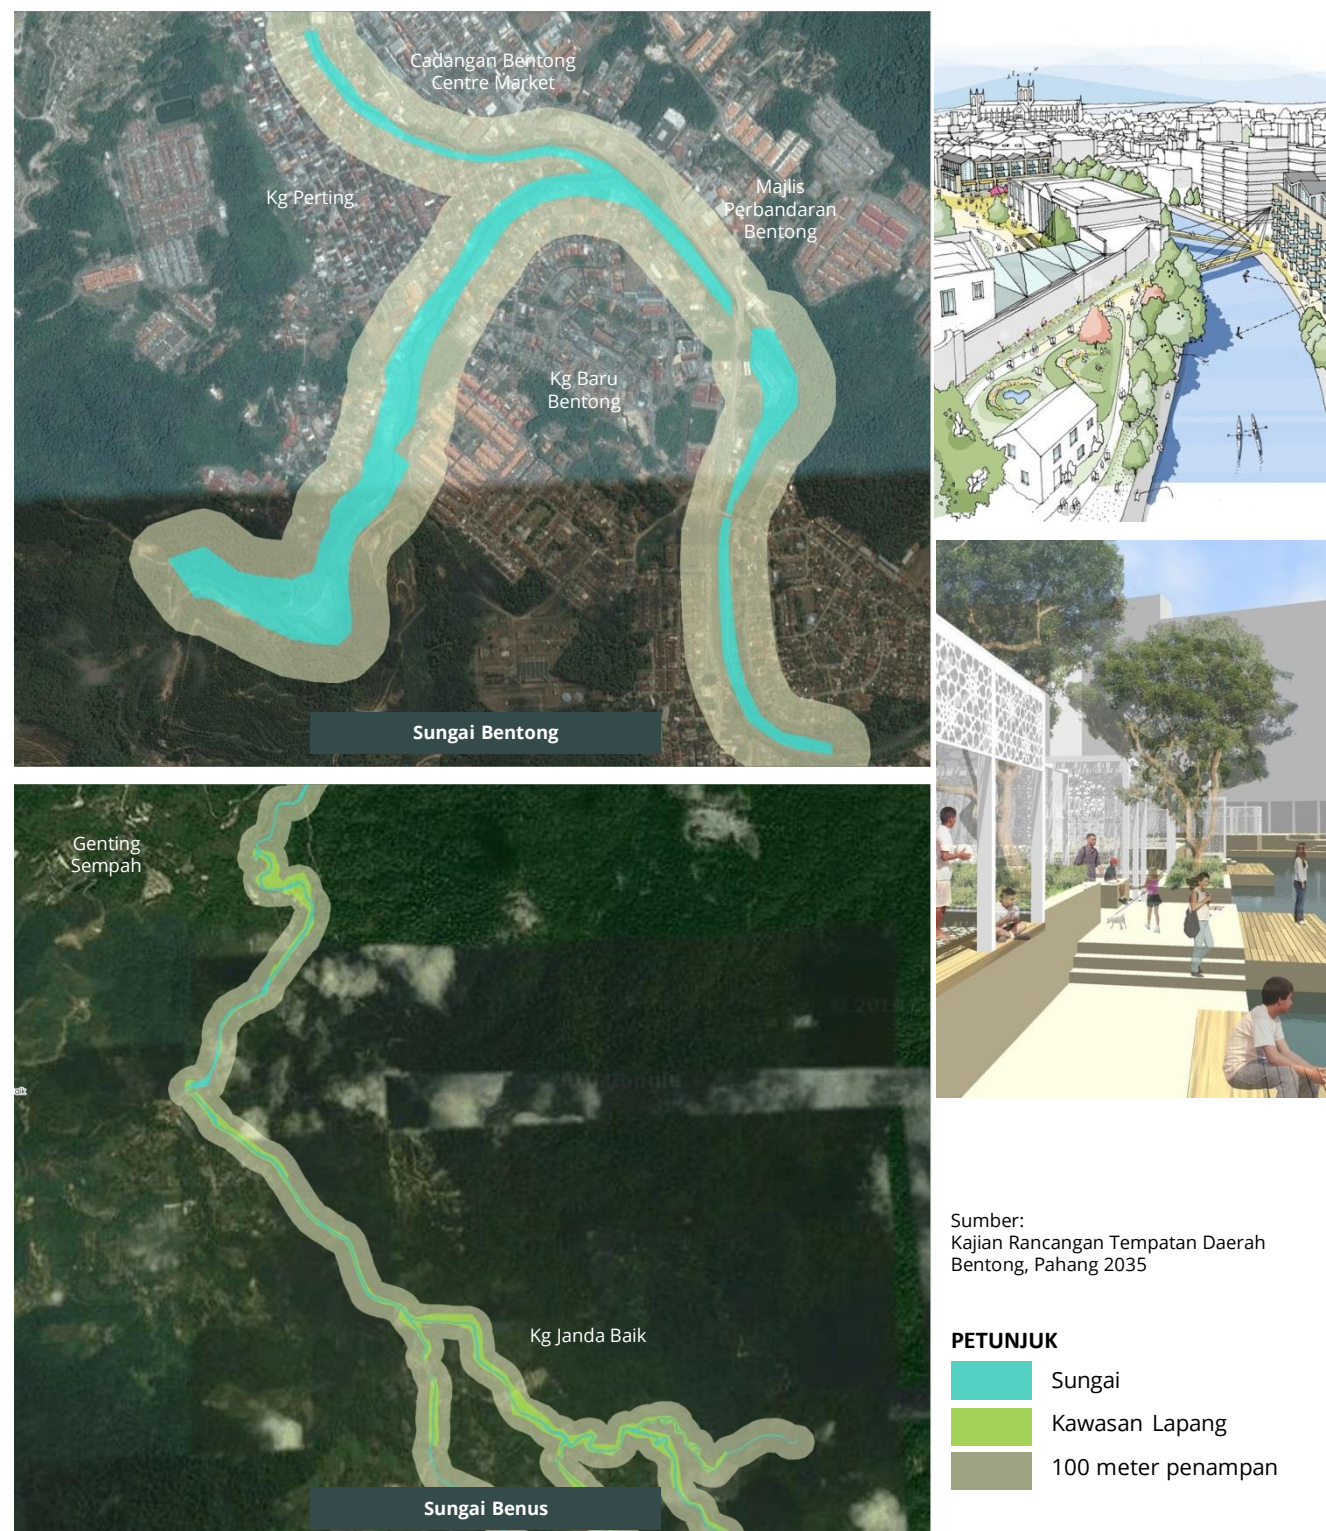 Cadangan Bentong
Centre Market
Kg Perting
Majlis
Perbandaran
Bentong
Kg Baru
Bentong
Sungai Bentong
Genting
Sempah
Kg Janda Baik
Sungai Benus
Sumber:
Kajian Rancangan Tempatan Daerah
Bentong, Pahang 2035
PETUNJUK
Sungai
Kawasan Lapang
100 meter penampan